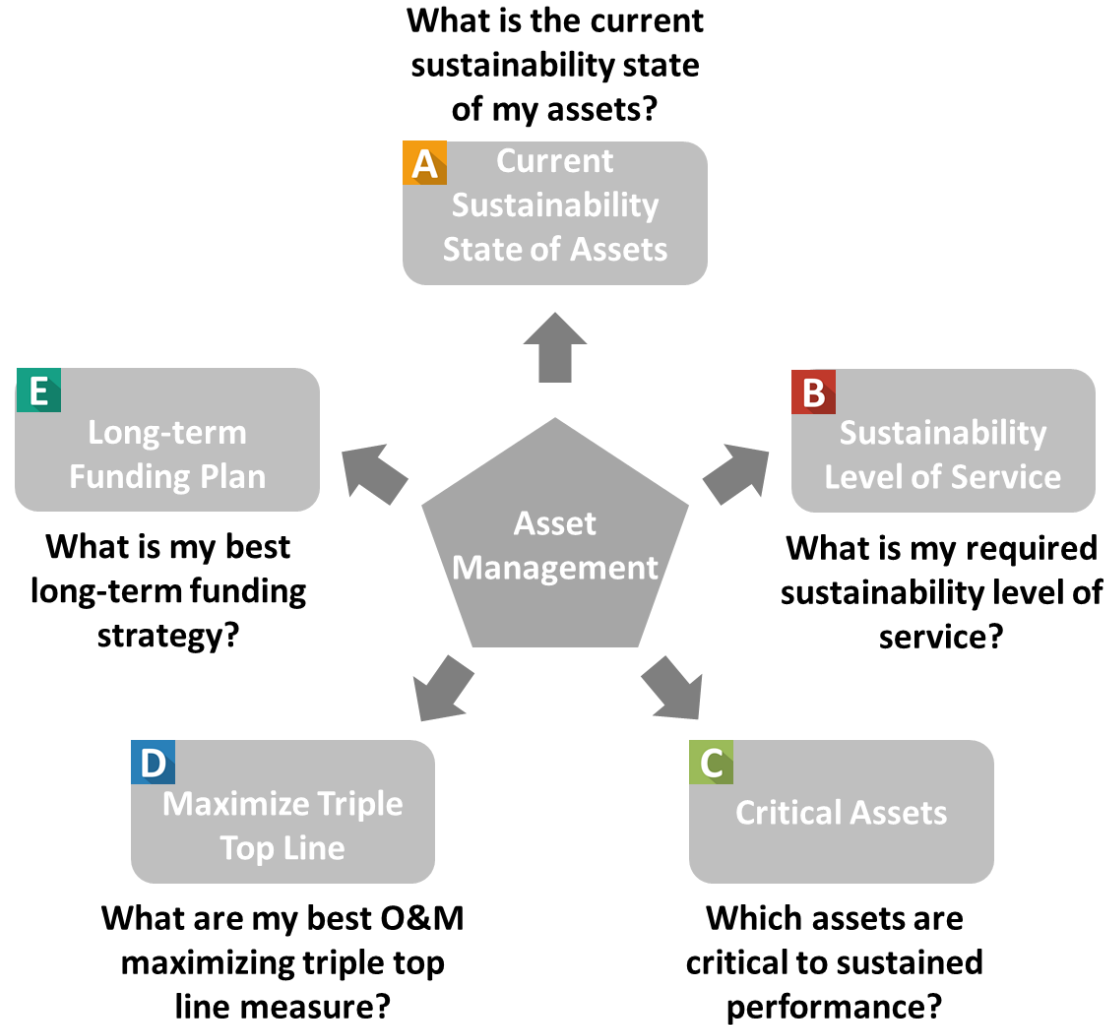 What is the current
sustainability state
of my assets?
A
Current
Sustainability
State of Assets
E
Long-term
Funding Plan
What is my best
long-term funding
strategy?
Asset
Management
B
Sustainability
Level of Service
What is my required
sustainability level of
service?
D
Maximize Triple
Top Line
What are my best O&M
maximizing triple top
line measure?
C
Critical Assets
Which assets are
critical to sustained
performance?